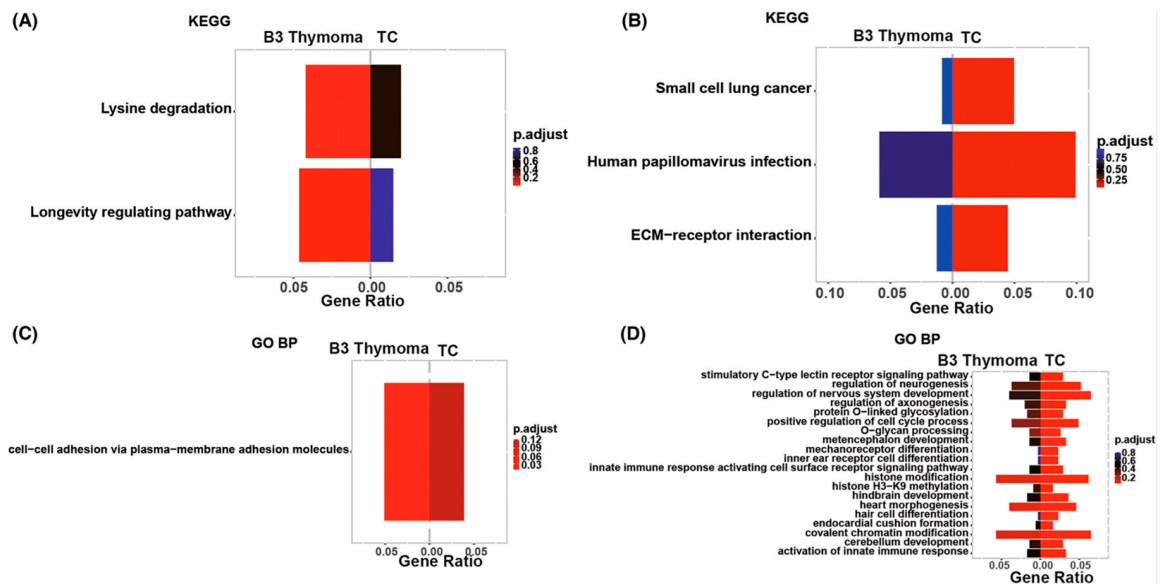 (A)
KEGG
B3 Thymoma TC
Lysine degradation
Longevity regulating pathway
0.05 0.00 0.05
Gene Ratio
p.adjust
0.8
0.6
0.4
0.2
(B)
KEGG
B3 Thymoma TC
Small cell lung cancer
Human papillomavirus infection
ECM−receptor interaction
0.10 0.05 0.00 0.05 0.10
Gene Ratio
p.adjust
0.75
0.50
0.25
(C)
GO BP
B3 Thymoma TC
cell−cell adhesion via plasma−membrane adhesion molecules
0.05 0.00 0.05
Gene Ratio
p.adjust
0.12
0.09
0.06
0.03
(D)
GO BP
B3 Thymoma TC
stimulatory C−type lectin receptor signaling pathway
regulation of neurogenesis
regulation of nervous system development
regulation of axonogenesis
protein O−linked glycosylation
positive regulation of cell cycle process
O−glycan processing
metencephalon development
mechanoreceptor differentiation
inner ear receptor cell differentiation
innate immune response activating cell surface receptor signaling pathway
histone modification
histone H3−K9 methylation
hindbrain development
heart morphogenesis
hair cell differentiation
endocardial cushion formation
covalent chromatin modification
cerebellum development
activation of innate immune response
0.05 0.00 0.05
Gene Ratio
p.adjust
0.8
0.6
0.4
0.2